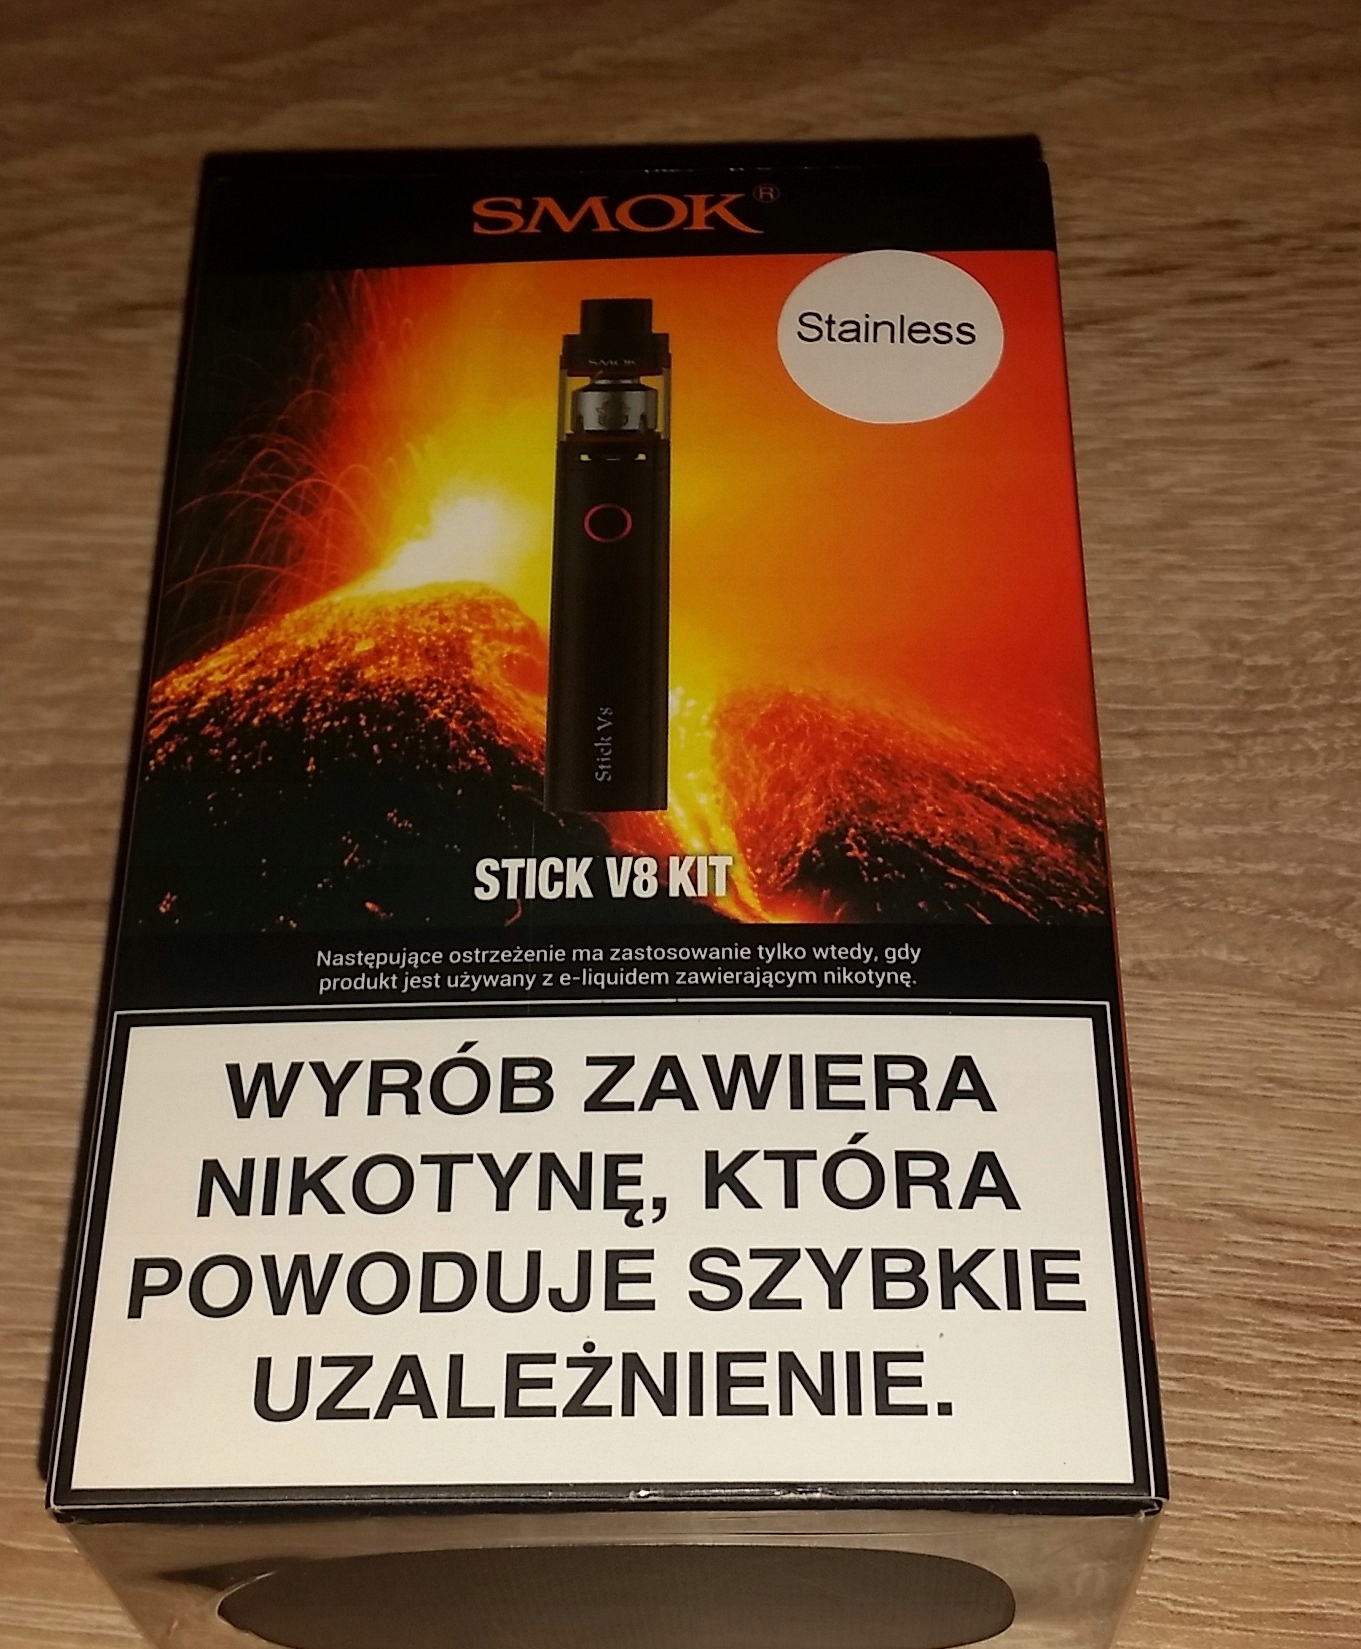 SMOK®
Stainless
SMOK
Stick V8
STICK V8 KIT
Następujące ostrzeżenie ma zastosowanie tylko wtedy, gdy
produkt jest używany z e-liquidem zawierającym nikotynę.
WYRÓB ZAWIERA
NIKOTYNĘ, KTÓRA
POWODUJE SZYBKIE
UZALEŻNIENIE.